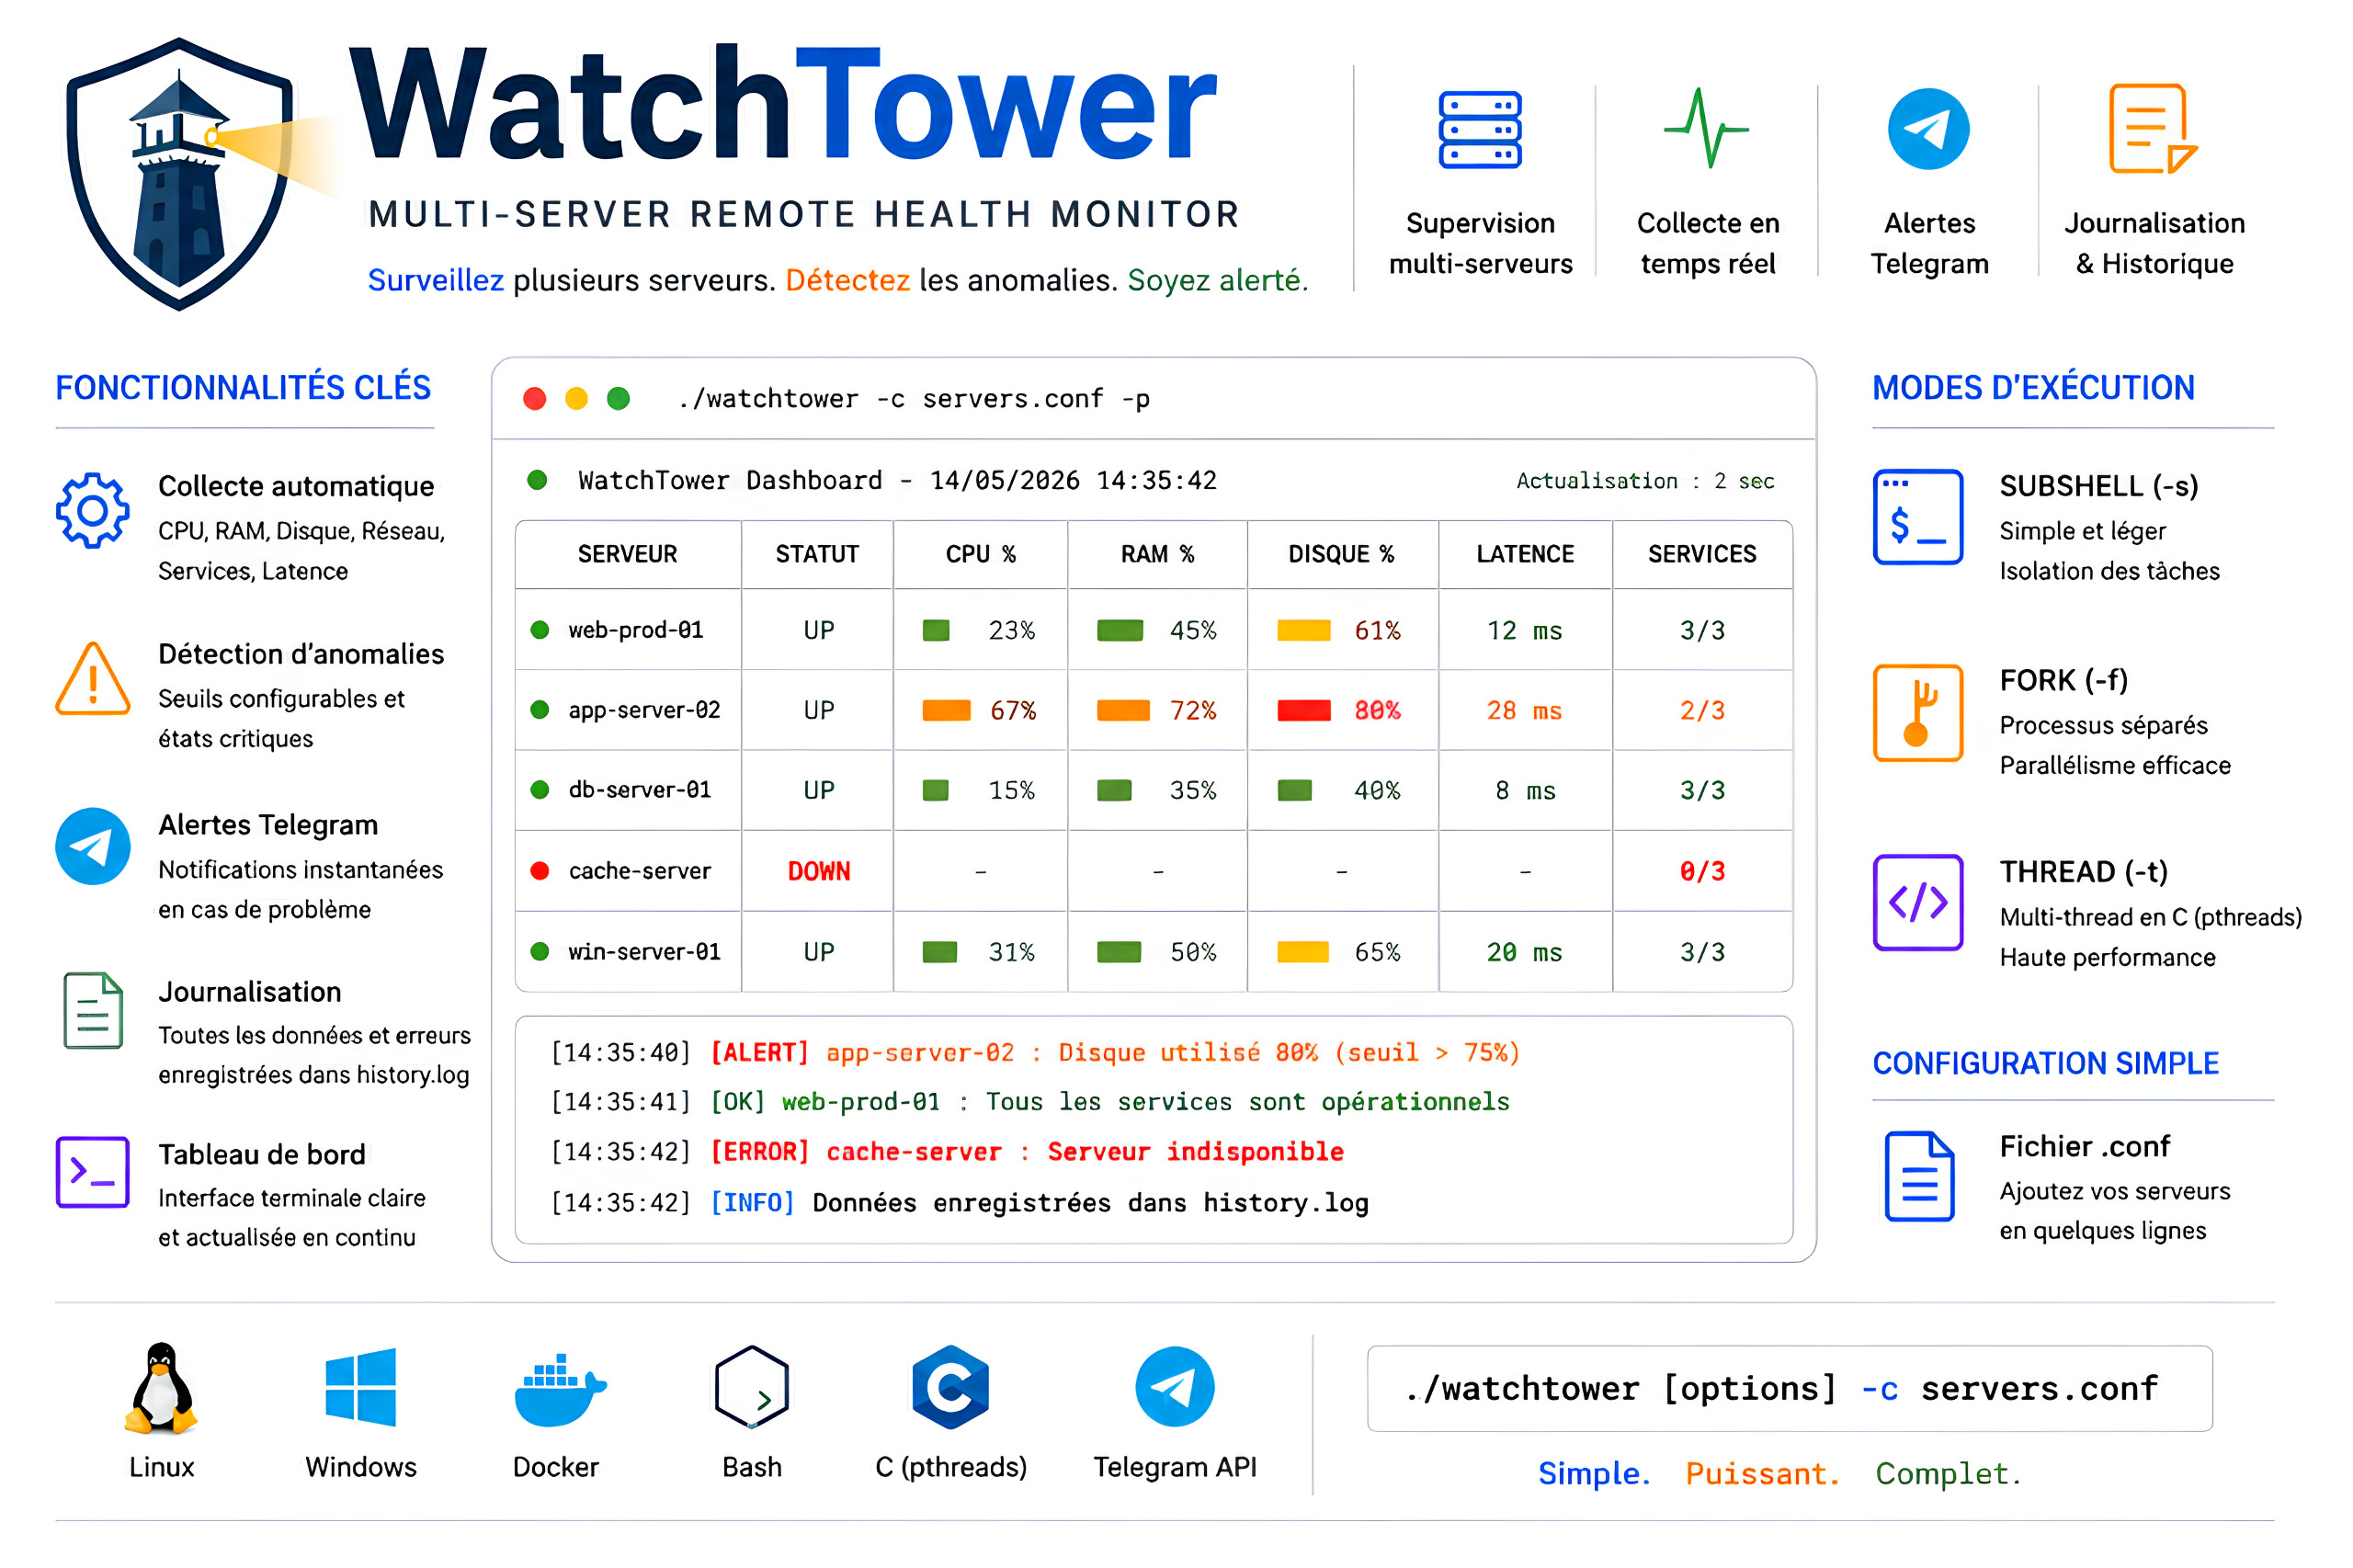 WatchTower
MULTI-SERVER REMOTE HEALTH MONITOR
Surveillez plusieurs serveurs. Détectez les anomalies. Soyez alerté.
Supervision
multi-serveurs
Collecte en
temps réel
Alertes
Telegram
Journalisation
& Historique
FONCTIONNALITÉS CLÉS
Collecte automatique
CPU, RAM, Disque, Réseau,
Services, Latence
Détection d'anomalies
Seuils configurables et
états critiques
Alertes Telegram
Notifications instantanées
en cas de problème
Journalisation
Toutes les données et erreurs
enregistrées dans history.log
Tableau de bord
Interface terminale claire
et actualisée en continu
./watchtower -c servers.conf -p
WatchTower Dashboard - 14/05/2026 14:35:42
Actualisation : 2 sec
SERVEUR STATUT CPU % RAM % DISQUE % LATENCE SERVICES
web-prod-01 UP 23% 45% 61% 12 ms 3/3
app-server-02 UP 67% 72% 80% 28 ms 2/3
db-server-01 UP 15% 35% 40% 8 ms 3/3
cache-server DOWN - - - - 0/3
win-server-01 UP 31% 50% 65% 20 ms 3/3
[14:35:40] [ALERT] app-server-02 : Disque utilisé 80% (seuil > 75%)
[14:35:41] [OK] web-prod-01 : Tous les services sont opérationnels
[14:35:42] [ERROR] cache-server : Serveur indisponible
[14:35:42] [INFO] Données enregistrées dans history.log
MODES D'EXÉCUTION
$_
SUBSHELL (-s)
Simple et léger
Isolation des tâches
FORK (-f)
Processus séparés
Parallélisme efficace
</>
THREAD (-t)
Multi-thread en C (pthreads)
Haute performance
CONFIGURATION SIMPLE
Fichier .conf
Ajoutez vos serveurs
en quelques lignes
Linux
Windows
Docker
Bash
C
C (pthreads)
Telegram API
./watchtower [options] -c servers.conf
Simple. Puissant. Complet.